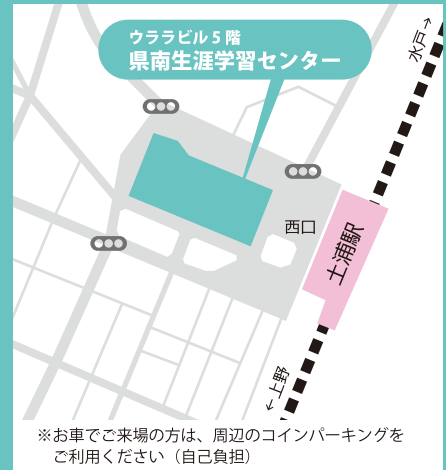 ウララビル5階
県南生涯学習センター
水戸→
西口
土浦駅
←上野
※お車でご来場の方は、周辺のコインパーキングを
ご利用ください（自己負担）